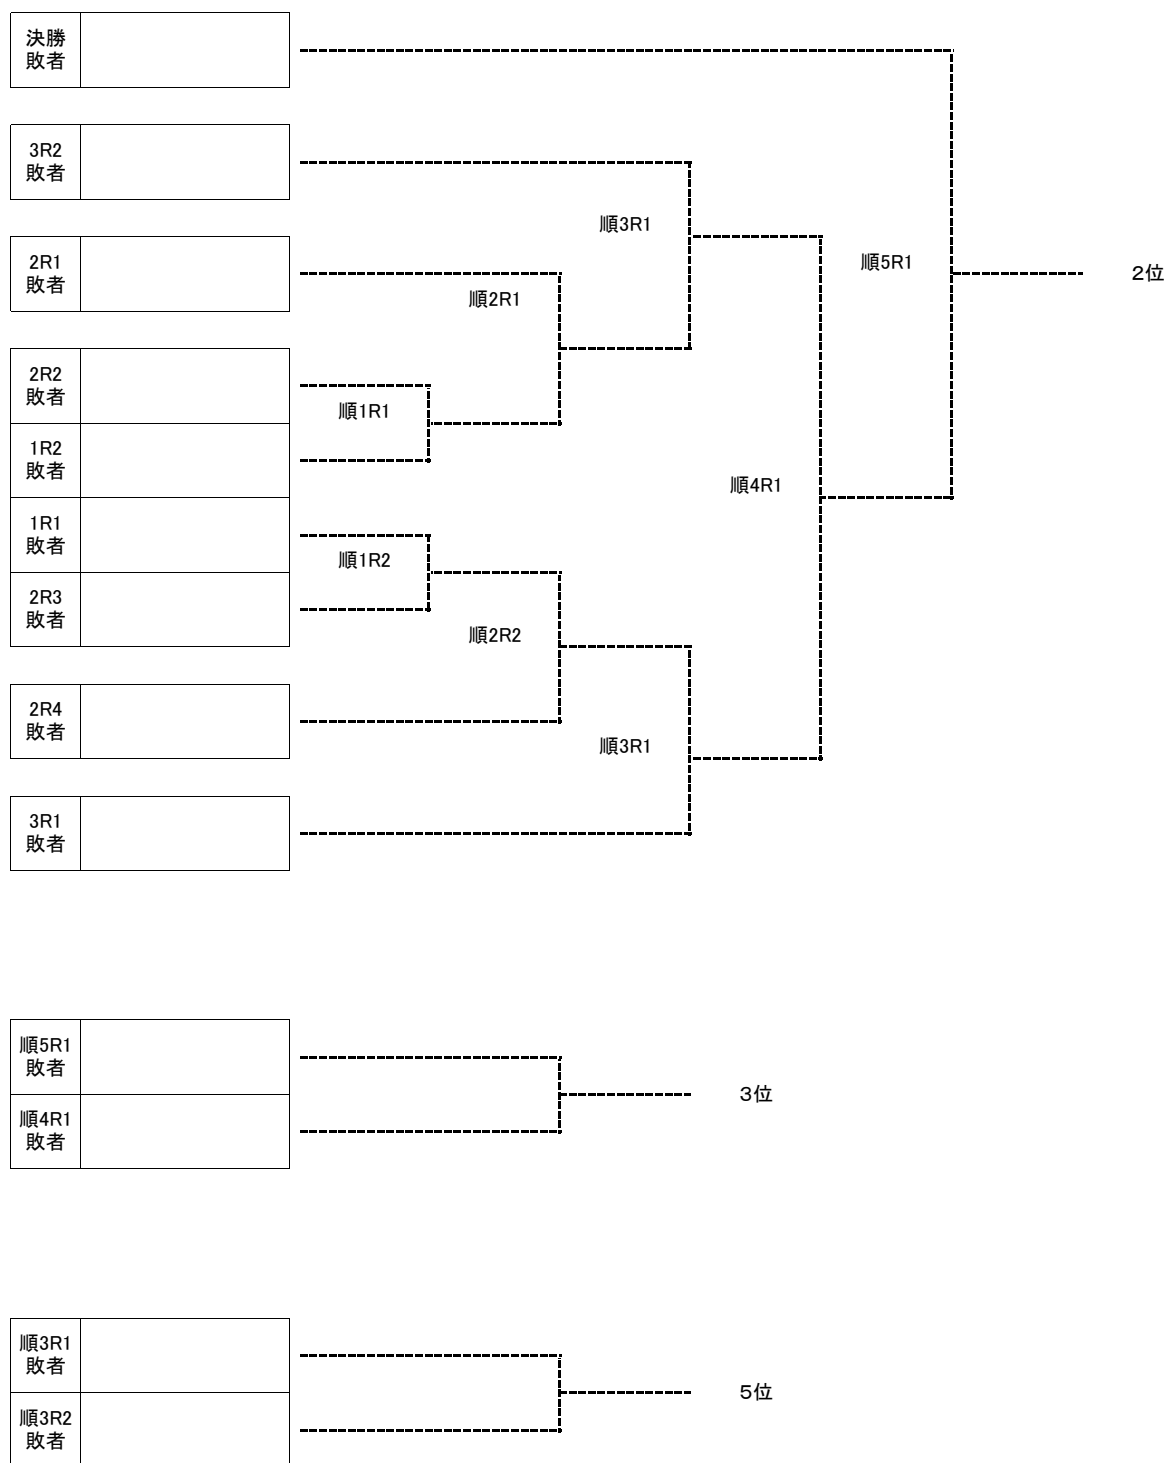 決勝
敗者
3R2
敗者
順3R1
2R1
敗者
順5R1
2位
順2R1
2R2
敗者
順1R1
1R2
敗者
順4R1
1R1
敗者
順1R2
2R3
敗者
順2R2
2R4
敗者
順3R1
3R1
敗者
順5R1
敗者
3位
順4R1
敗者
順3R1
敗者
5位
順3R2
敗者